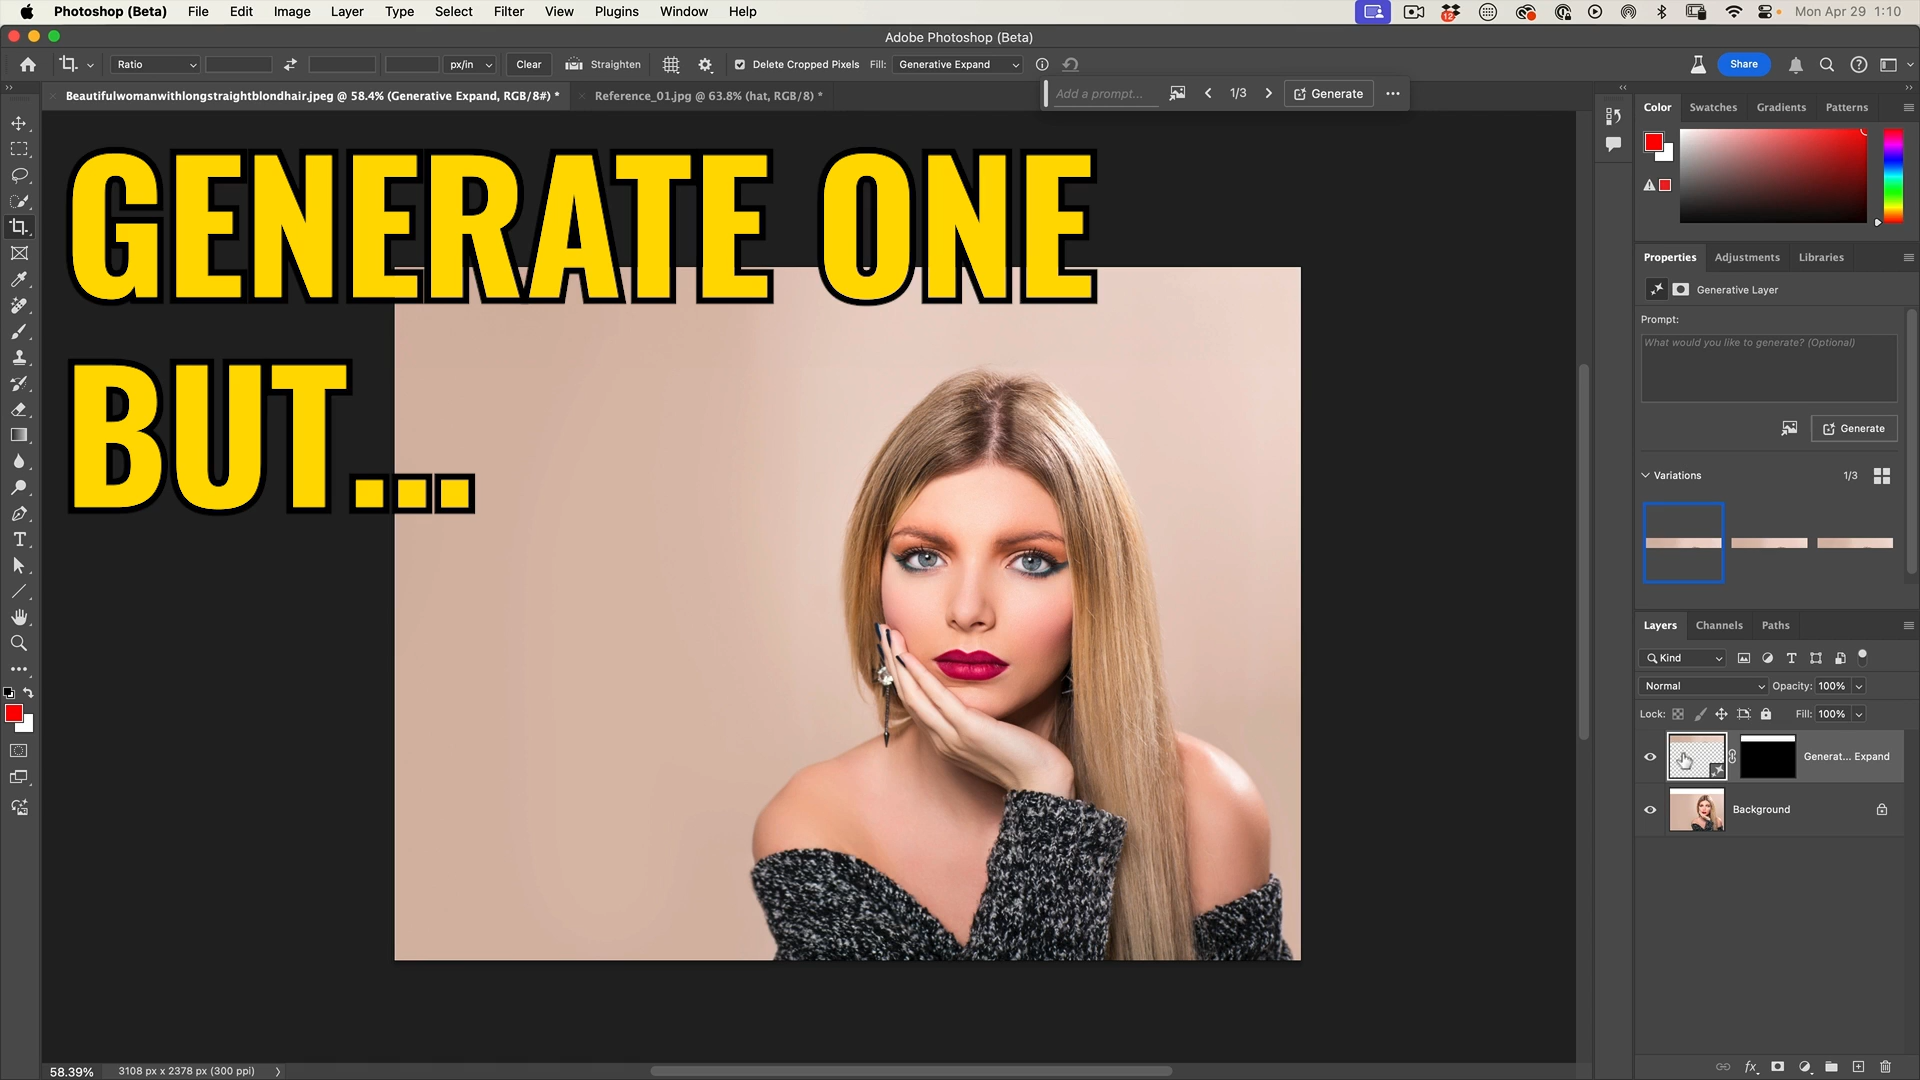 Photoshop (Beta) File Edit Image Layer Type Select Filter View Plugins Window Help
12
Mon Apr 29 1:10
Adobe Photoshop (Beta)
Ratio px/in Clear Straighten Delete Cropped Pixels Fill: Generative Expand Share
Beautifulwomanwithlongstraightblondhair.jpeg @ 58.4% (Generative Expand, RGB/8#) * Reference_01.jpg @ 63.8% (hat, RGB/8) *
Add a prompt... 1/3 Generate
GENERATE ONE
BUT...
Color Swatches Gradients Patterns
Properties Adjustments Libraries
Generative Layer
Prompt:
What would you like to generate? (Optional)
Generate
Variations 1/3
Layers Channels Paths
Kind
Normal Opacity: 100%
Lock: Fill: 100%
Generat... Expand
Background
58.39% 3108 px x 2378 px (300 ppi)